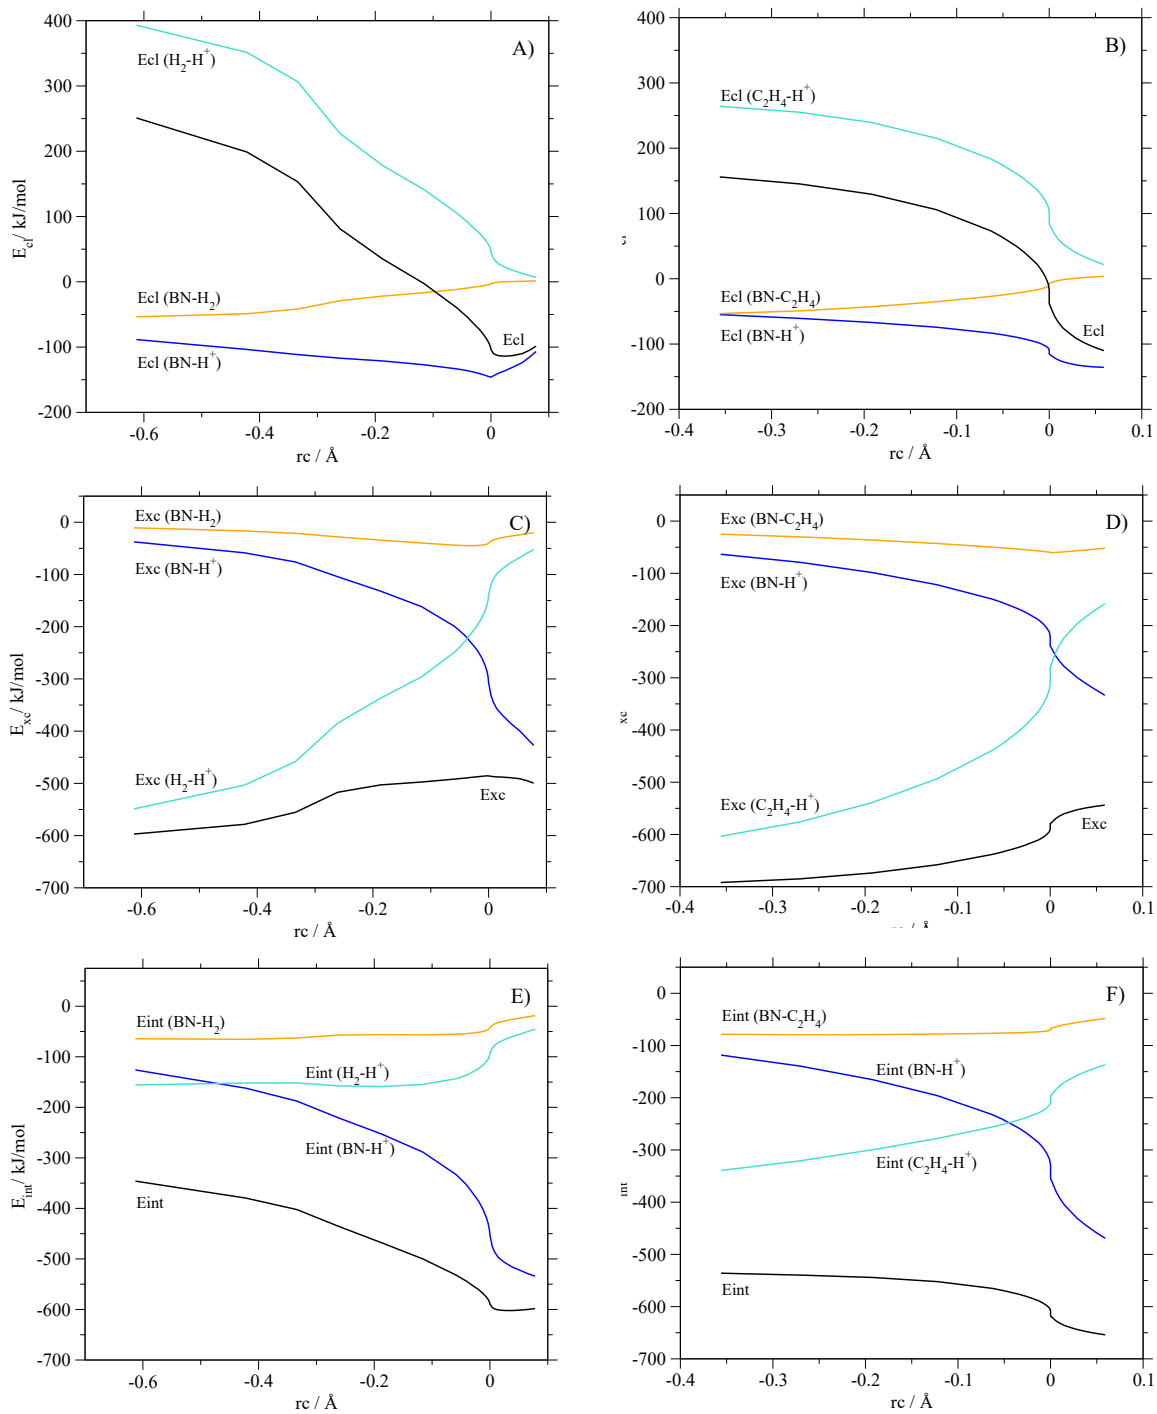 A)
400
300
200
100
0
-100
-200
E_cl/ kJ/mol
Ecl (H₂-H⁺)
Ecl (BN-H₂)
Ecl
Ecl (BN-H⁺)
-0.6
-0.4
-0.2
0
rc / Å
B)
400
300
200
100
0
-100
-200
cl
Ecl (C₂H₄-H⁺)
Ecl (BN-C₂H₄)
Ecl (BN-H⁺)
Ecl
-0.4
-0.3
-0.2
-0.1
0
0.1
rc / Å
C)
0
-100
-200
-300
-400
-500
-600
-700
E_xc/ kJ/mol
Exc (BN-H₂)
Exc (BN-H⁺)
Exc (H₂-H⁺)
Exc
-0.6
-0.4
-0.2
0
rc / Å
D)
0
-100
-200
-300
-400
-500
-600
-700
xc
Exc (BN-C₂H₄)
Exc (BN-H⁺)
Exc (C₂H₄-H⁺)
Exc
-0.4
-0.3
-0.2
-0.1
0
0.1
E)
0
-100
-200
-300
-400
-500
-600
-700
E_int/ kJ/mol
Eint (BN-H₂)
Eint (H₂-H⁺)
Eint (BN-H⁺)
Eint
-0.6
-0.4
-0.2
0
rc / Å
F)
0
-100
-200
-300
-400
-500
-600
-700
int
Eint (BN-C₂H₄)
Eint (BN-H⁺)
Eint (C₂H₄-H⁺)
Eint
-0.4
-0.3
-0.2
-0.1
0
0.1
rc / Å